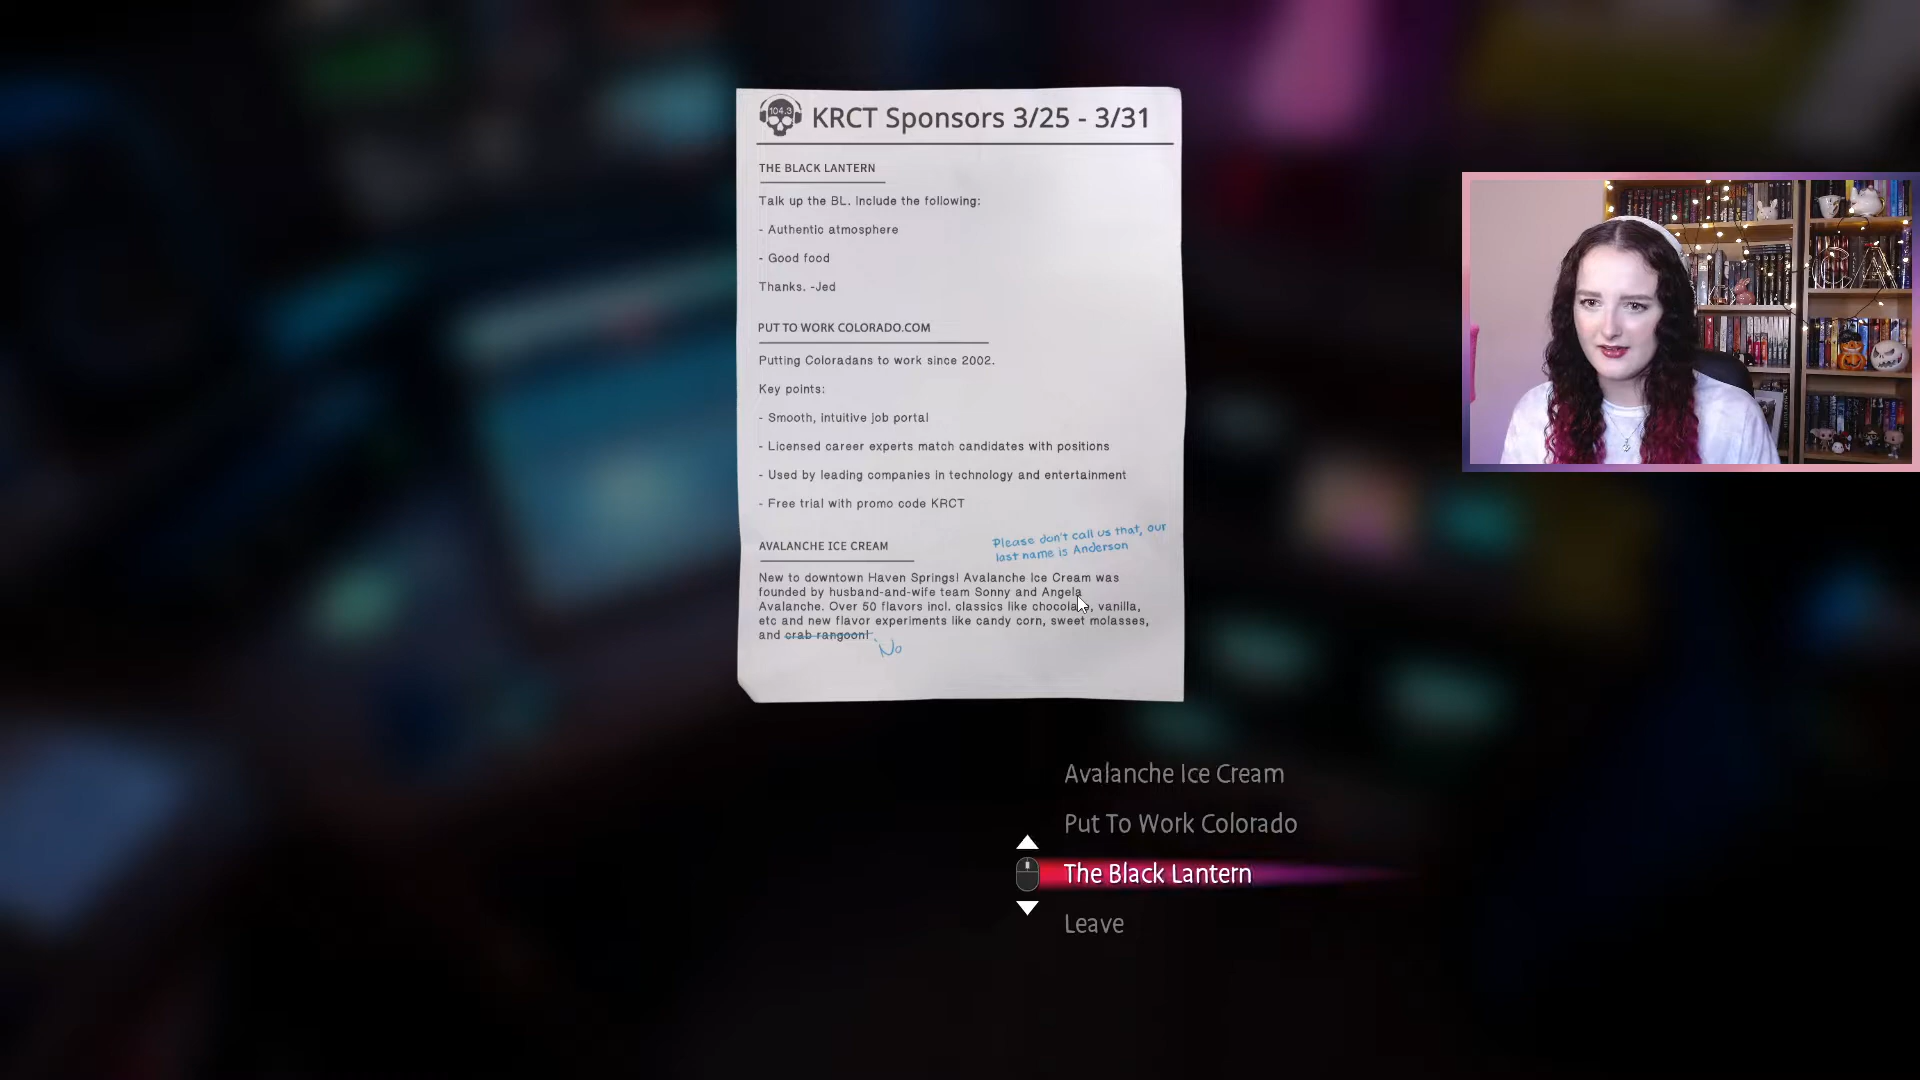 104.3
KRCT Sponsors 3/25 - 3/31
THE BLACK LANTERN
Talk up the BL. Include the following:
- Authentic atmosphere
- Good food
Thanks. -Jed
PUT TO WORK COLORADO.COM
Putting Coloradans to work since 2002.
Key points:
- Smooth, intuitive job portal
- Licensed career experts match candidates with positions
- Used by leading companies in technology and entertainment
- Free trial with promo code KRCT
Please don't call us that, our
last name is Anderson
AVALANCHE ICE CREAM
New to downtown Haven Springs! Avalanche Ice Cream was
founded by husband-and-wife team Sonny and Angela
Avalanche. Over 50 flavors incl. classics like chocolate, vanilla,
etc and new flavor experiments like candy corn, sweet molasses,
and crab rangoon!
No
Avalanche Ice Cream
Put To Work Colorado
The Black Lantern
Leave
CA